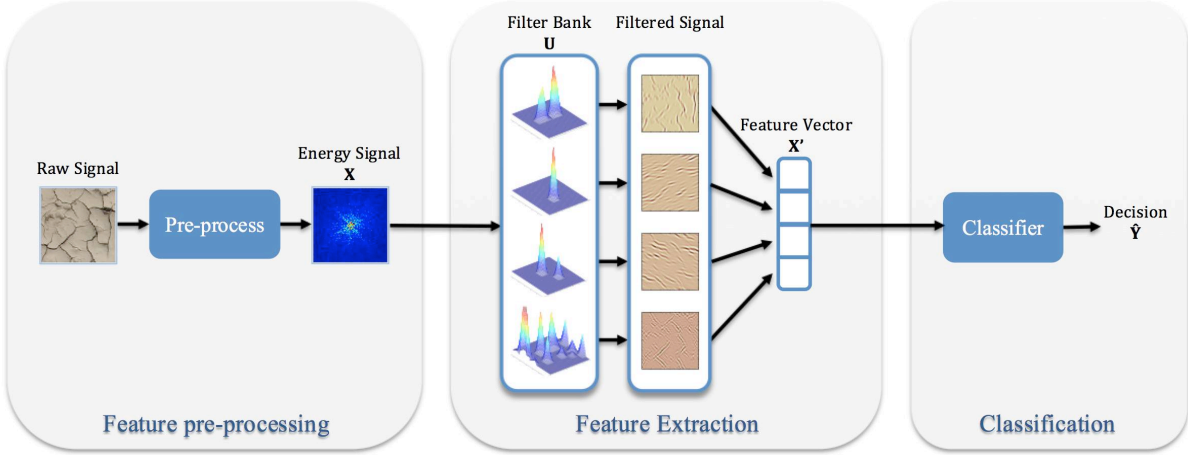 Raw Signal
Pre-process
Energy Signal
X
Feature pre-processing
Filter Bank
U
Filtered Signal
Feature Vector
X’
Feature Extraction
Classifier
Decision
Ŷ
Classification